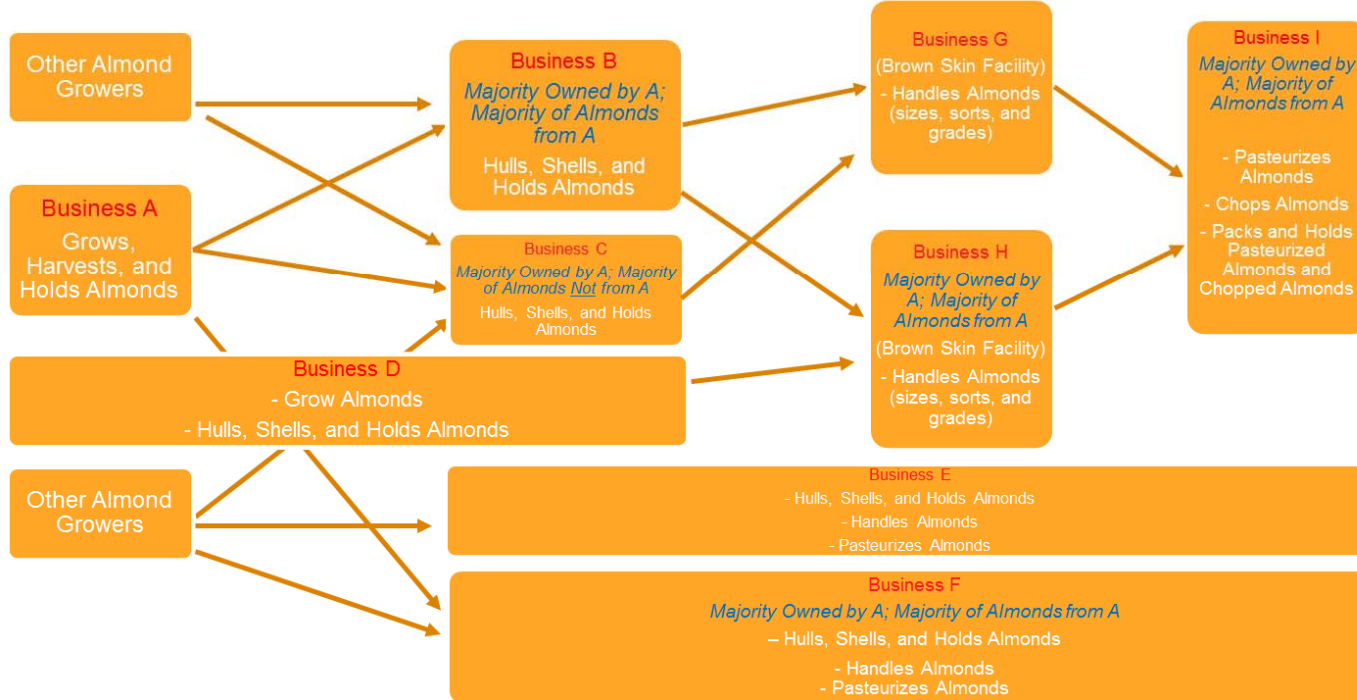 Other Almond
Growers
Business A
Grows,
Harvests, and
Holds Almonds
Business B
Majority Owned by A;
Majority of Almonds
from A
Hulls, Shells, and
Holds Almonds
Business C
Majority Owned by A; Majority
of Almonds Not from A
Hulls, Shells, and Holds
Almonds
Business G
(Brown Skin Facility)
- Handles Almonds
(sizes, sorts, and
grades)
Business H
Majority Owned by
A; Majority of
Almonds from A
(Brown Skin Facility)
- Handles Almonds
(sizes, sorts, and
grades)
Business I
Majority Owned by
A; Majority of
Almonds from A
- Pasteurizes
Almonds
- Chops Almonds
- Packs and Holds
Pasteurized
Almonds and
Chopped Almonds
Business D
- Grow Almonds
- Hulls, Shells, and Holds Almonds
Other Almond
Growers
Business E
- Hulls, Shells, and Holds Almonds
- Handles Almonds
- Pasteurizes Almonds
Business F
Majority Owned by A; Majority of Almonds from A
– Hulls, Shells, and Holds Almonds
- Handles Almonds
- Pasteurizes Almonds